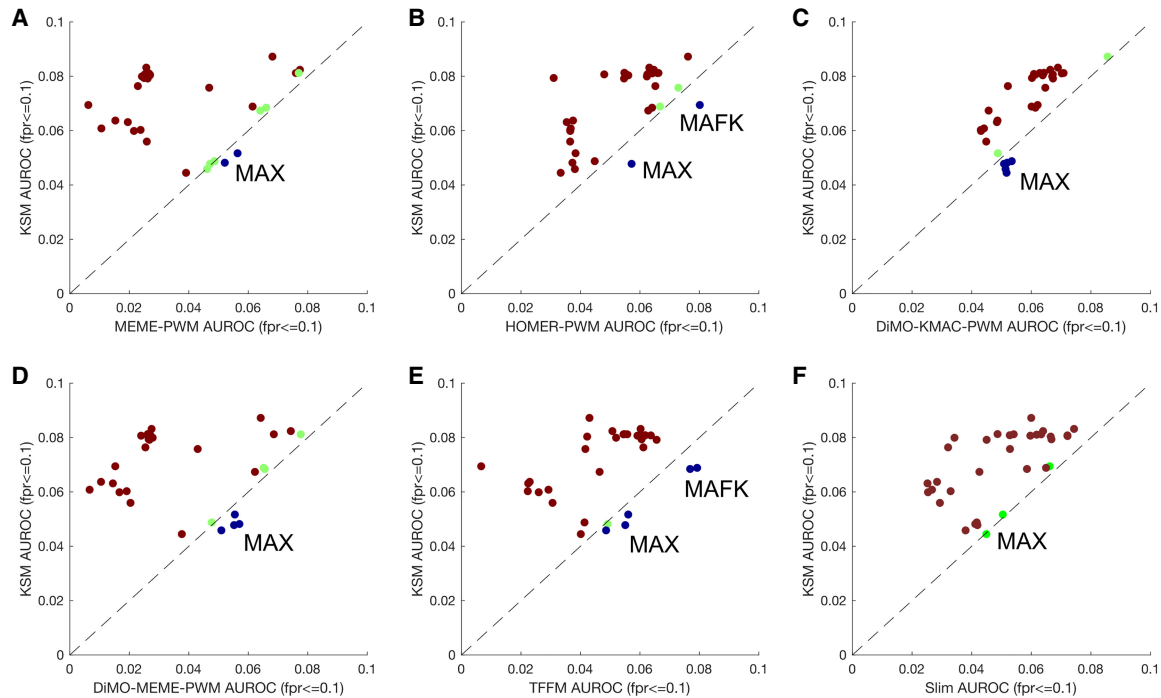 A
KSM AUROC (fpr<=0.1)
0.1
0.08
0.06
0.04
0.02
0
MAX
0 0.02 0.04 0.06 0.08 0.1
MEME-PWM AUROC (fpr<=0.1)
B
KSM AUROC (fpr<=0.1)
0.1
0.08
0.06
0.04
0.02
0
MAFK
MAX
0 0.02 0.04 0.06 0.08 0.1
HOMER-PWM AUROC (fpr<=0.1)
C
KSM AUROC (fpr<=0.1)
0.1
0.08
0.06
0.04
0.02
0
MAX
0 0.02 0.04 0.06 0.08 0.1
DiMO-KMAC-PWM AUROC (fpr<=0.1)
D
KSM AUROC (fpr<=0.1)
0.1
0.08
0.06
0.04
0.02
0
MAX
0 0.02 0.04 0.06 0.08 0.1
DiMO-MEME-PWM AUROC (fpr<=0.1)
E
KSM AUROC (fpr<=0.1)
0.1
0.08
0.06
0.04
0.02
0
MAFK
MAX
0 0.02 0.04 0.06 0.08 0.1
TFFM AUROC (fpr<=0.1)
F
KSM AUROC (fpr<=0.1)
0.1
0.08
0.06
0.04
0.02
0
MAX
0 0.02 0.04 0.06 0.08 0.1
Slim AUROC (fpr<=0.1)